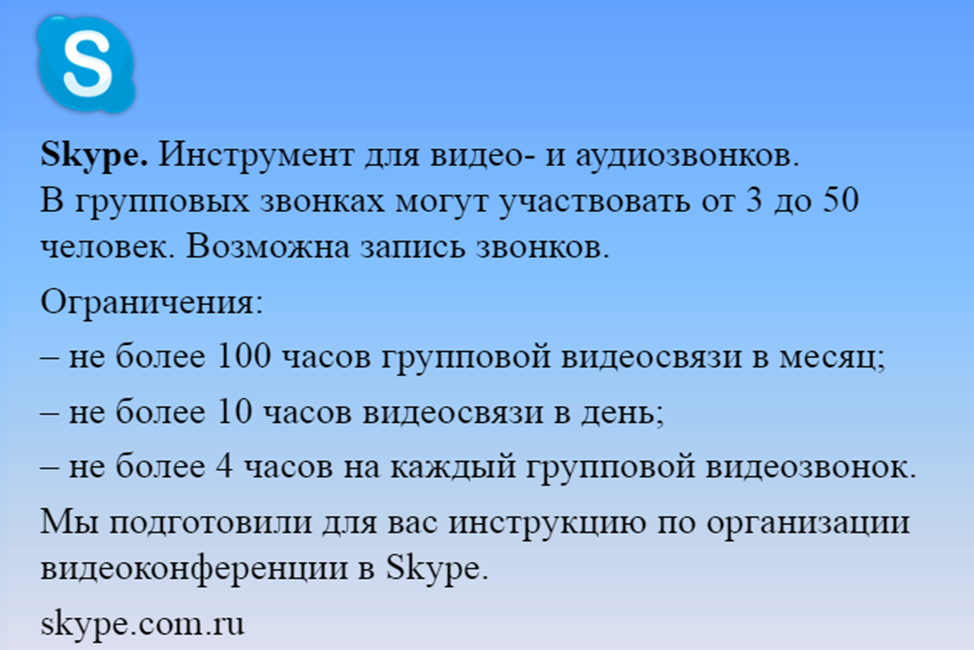 S
Skype. Инструмент для видео- и аудиозвонков.
В групповых звонках могут участвовать от 3 до 50
человек. Возможна запись звонков.
Ограничения:
– не более 100 часов групповой видеосвязи в месяц;
– не более 10 часов видеосвязи в день;
– не более 4 часов на каждый групповой видеозвонок.
Мы подготовили для вас инструкцию по организации
видеоконференции в Skype.
skype.com.ru